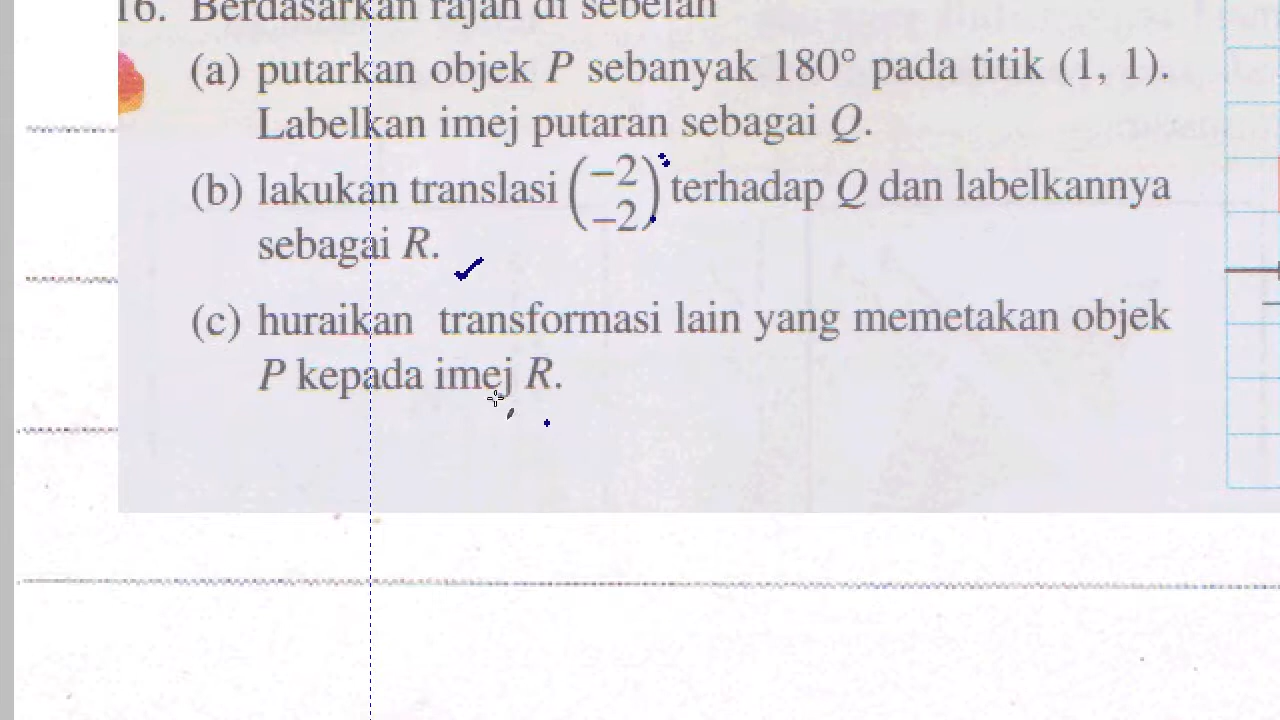 16. Berdasarkan rajah di sebelah
(a) putarkan objek P sebanyak 180° pada titik (1, 1).
Labelkan imej putaran sebagai Q.
(b) lakukan translasi (−2 −2) terhadap Q dan labelkannya
sebagai R.
(c) huraikan transformasi lain yang memetakan objek
P kepada imej R.